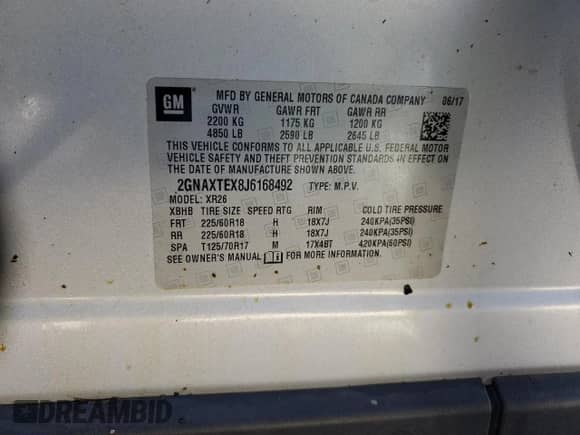 GM
MFD BY GENERAL MOTORS OF CANADA COMPANY 06/17
GVWR GAWR FRT GAWR RR
2200 KG 1175 KG 1200 KG
4850 LB 2590 LB 2645 LB
THIS VEHICLE CONFORMS TO ALL APPLICABLE U.S. FEDERAL MOTOR
VEHICLE SAFETY AND THEFT PREVENTION STANDARDS IN EFFECT ON
THE DATE OF MANUFACTURE SHOWN ABOVE.
2GNAXTEX8J6168492 TYPE: M.P.V.
MODEL: XR26
XBHB TIRE SIZE SPEED RTG RIM COLD TIRE PRESSURE
FRT 225/60R18 H 18X7J 240KPA(35PSI)
RR 225/60R18 H 18X7J 240KPA(35PSI)
SPA T125/70R17 M 17X4BT 420KPA(60PSI)
SEE OWNER'S MANUAL FOR MORE INFORMATION.
DREAMBID